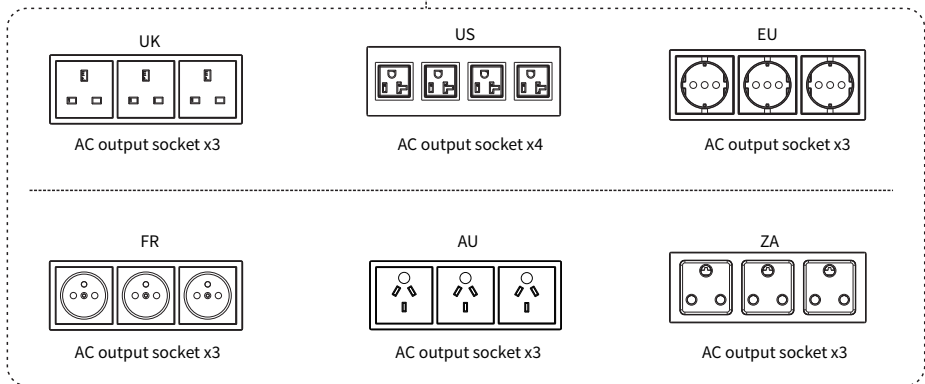 UK
US
EU
AC output socket x3
AC output socket x4
AC output socket x3
FR
AU
ZA
AC output socket x3
AC output socket x3
AC output socket x3